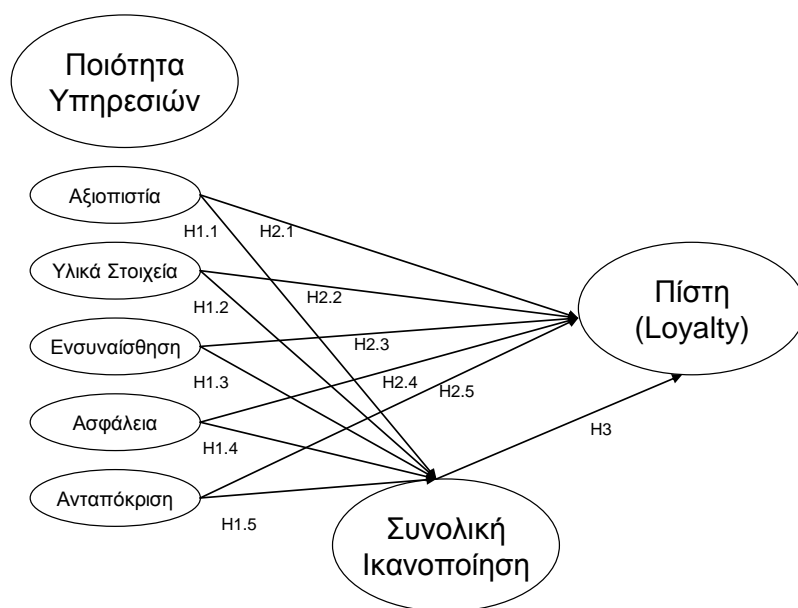 Ποιότητα
Υπηρεσιών
Αξιοπιστία
H1.1
H2.1
Υλικά Στοιχεία
H1.2
H2.2
Πίστη
(Loyalty)
Ενσυναίσθηση
H2.3
H1.3
H2.4
H2.5
Ασφάλεια
H1.4
H3
Ανταπόκριση
H1.5
Συνολική
Ικανοποίηση